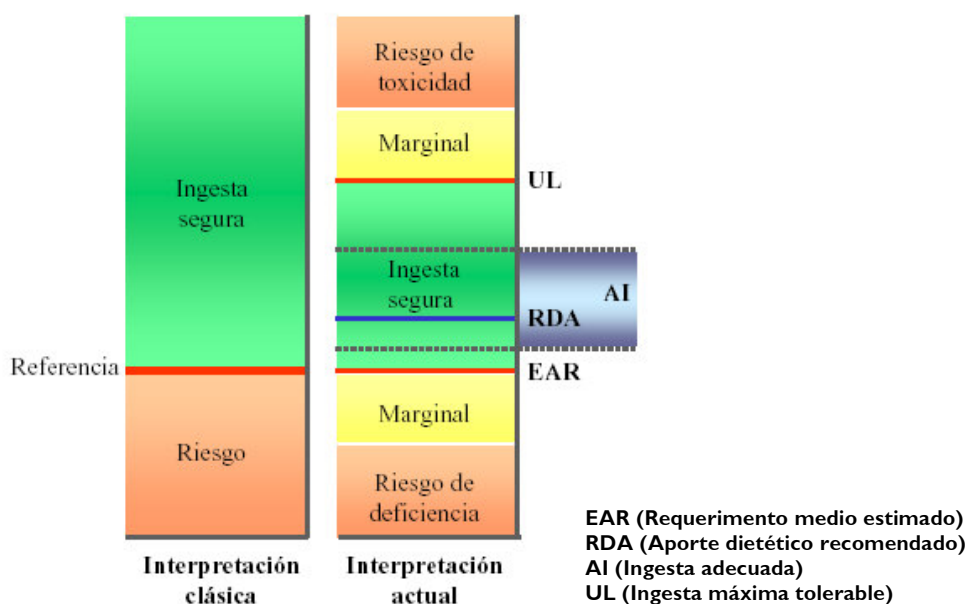 Ingesta
segura
Referencia
Riesgo
Interpretación
clásica
Riesgo de
toxicidad
Marginal
UL
Ingesta
segura
AI
RDA
EAR
Marginal
Riesgo de
deficiencia
Interpretación
actual
EAR (Requerimento medio estimado)
RDA (Aporte dietético recomendado)
AI (Ingesta adecuada)
UL (Ingesta máxima tolerable)